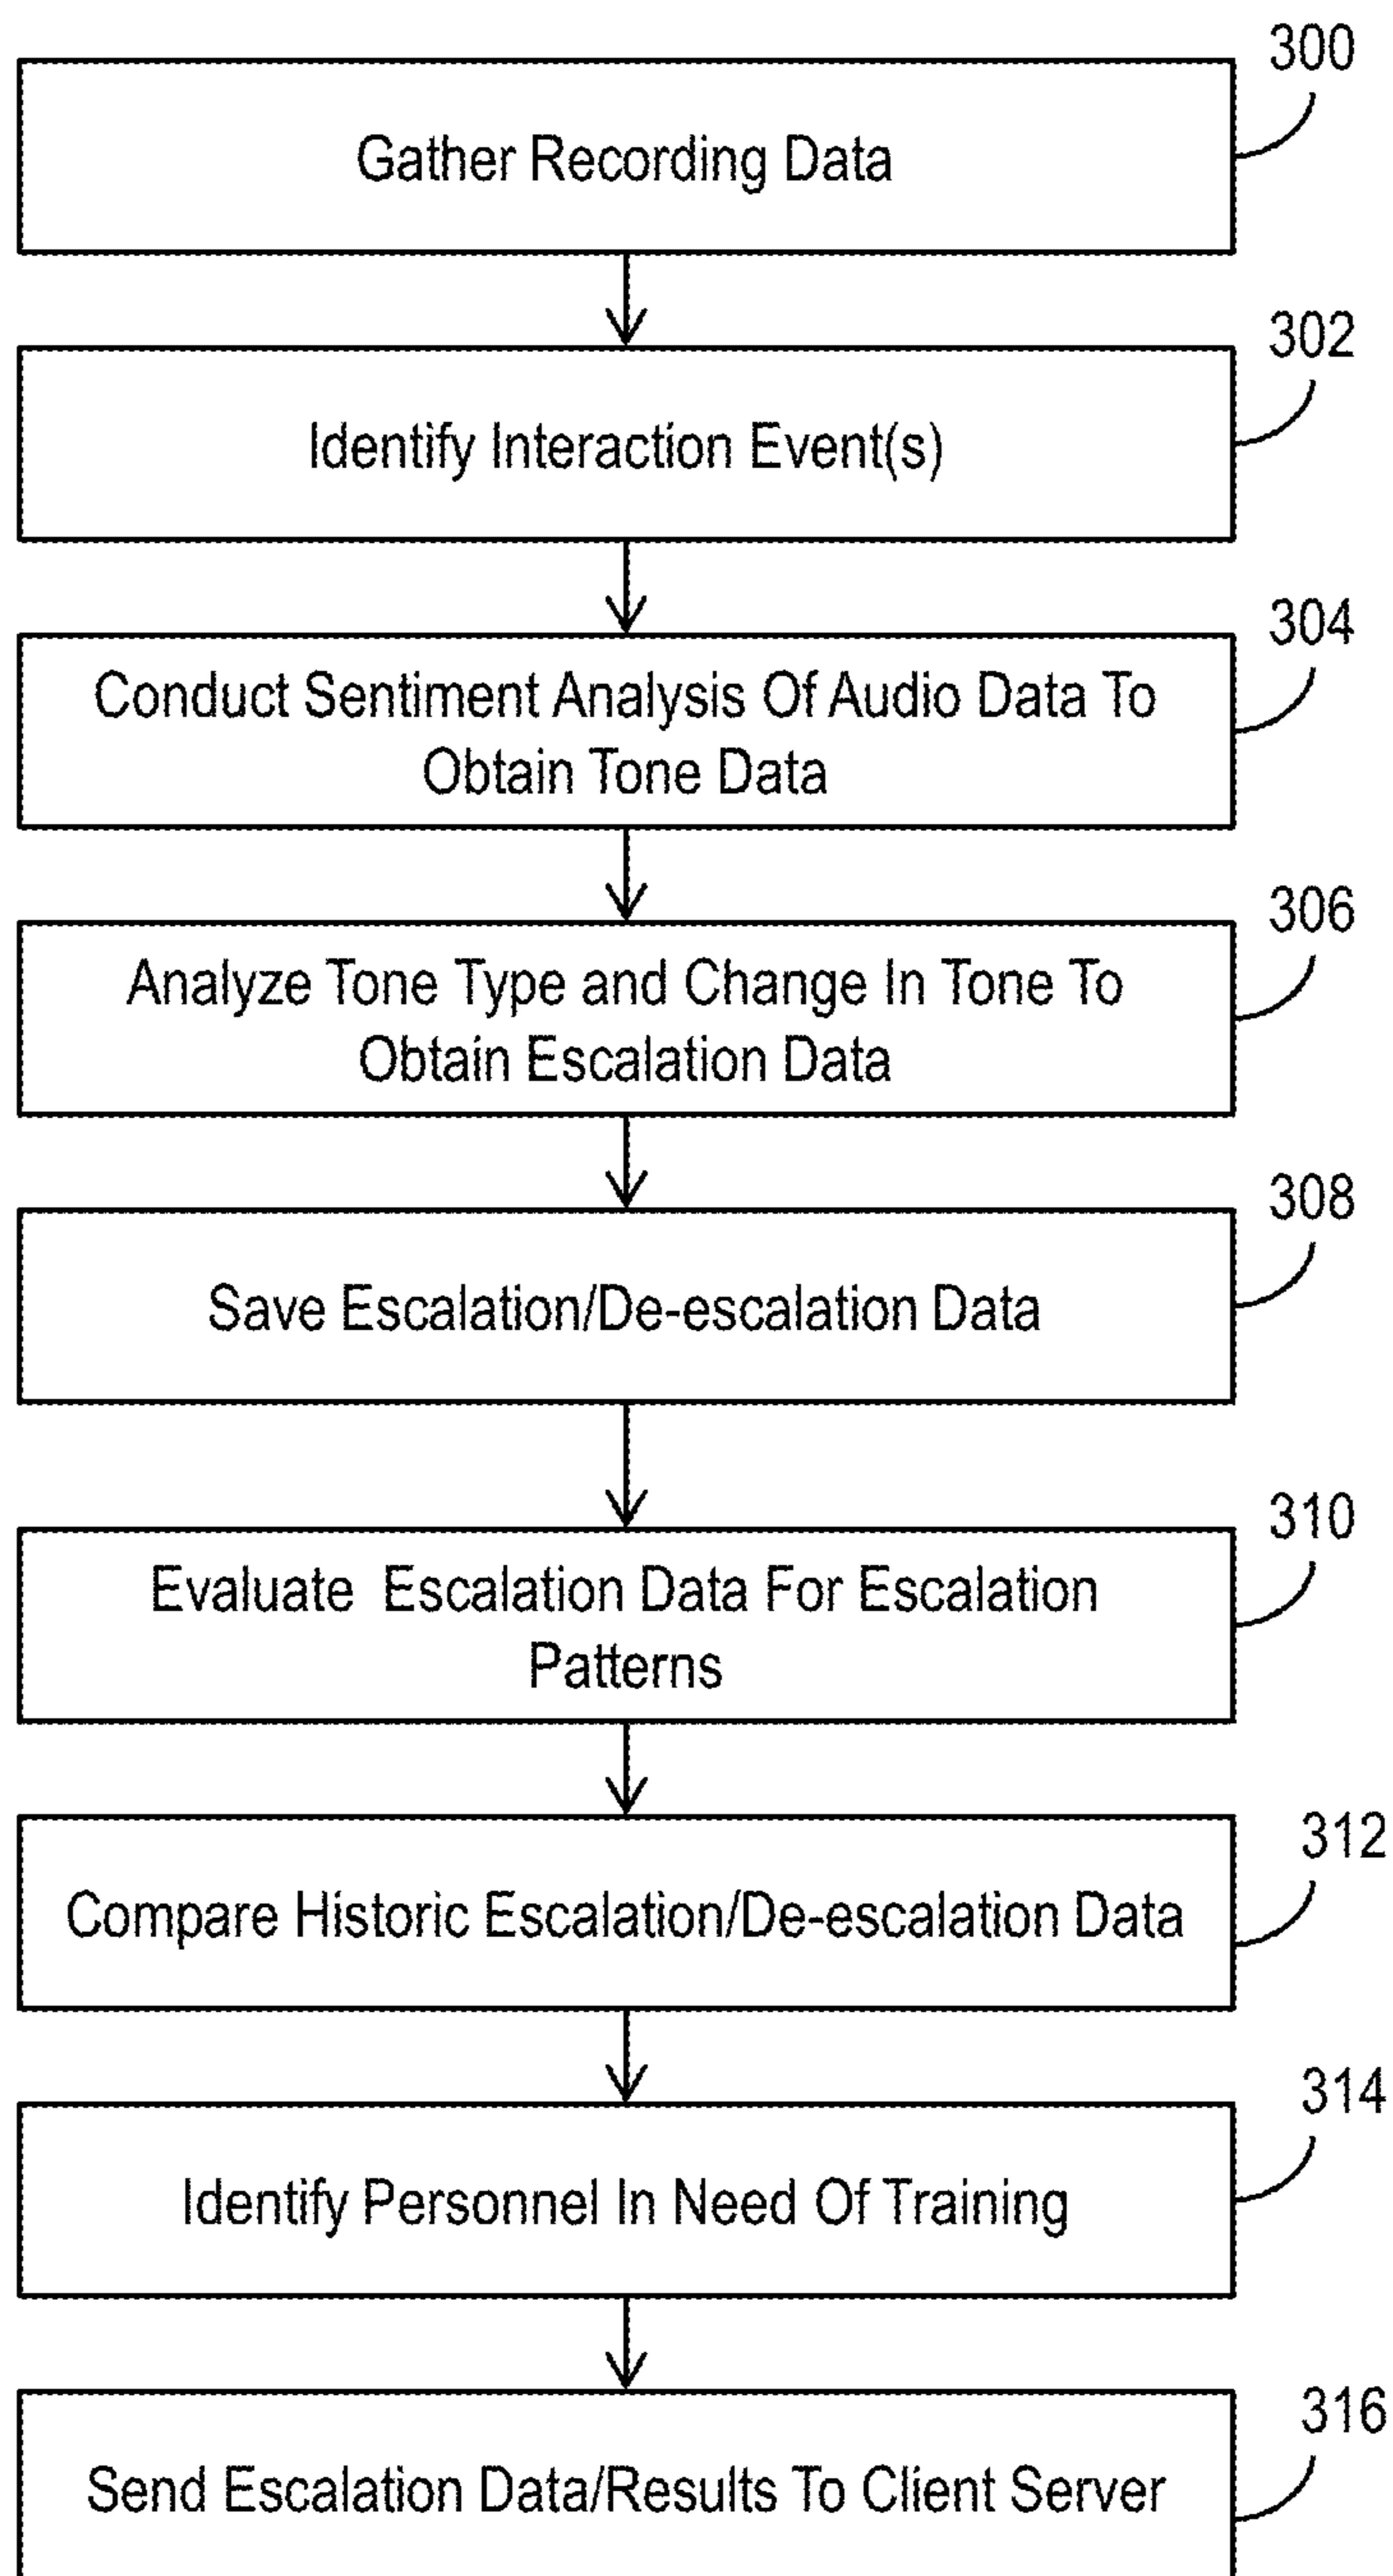 300
Gather Recording Data
302
Identify Interaction Event(s)
304
Conduct Sentiment Analysis Of Audio Data To
Obtain Tone Data
306
Analyze Tone Type and Change In Tone To
Obtain Escalation Data
308
Save Escalation/De-escalation Data
310
Evaluate Escalation Data For Escalation
Patterns
312
Compare Historic Escalation/De-escalation Data
314
Identify Personnel In Need Of Training
316
Send Escalation Data/Results To Client Server